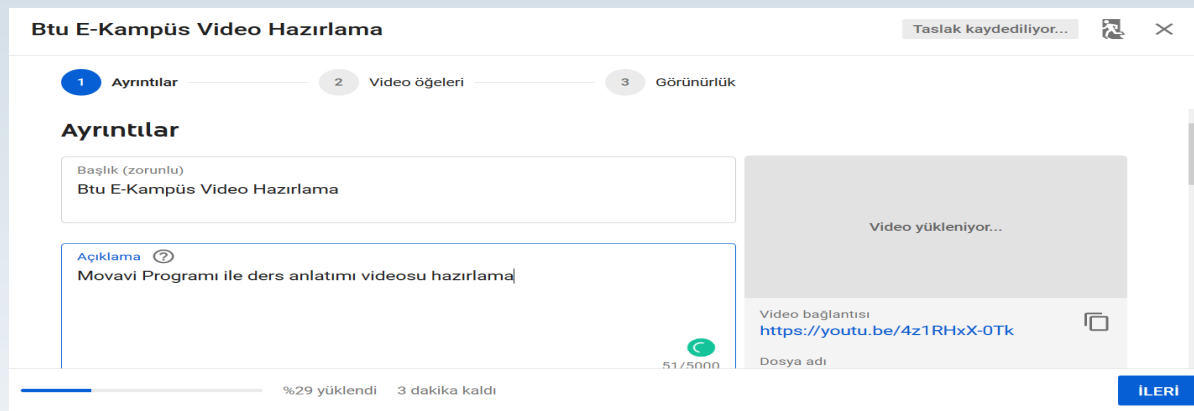 Btu E-Kampüs Video Hazırlama
Taslak kaydediliyor...
1 Ayrıntılar
2 Video öğeleri
3 Görünürlük
Ayrıntılar
Başlık (zorunlu)
Btu E-Kampüs Video Hazırlama
Açıklama ?
Movavi Programı ile ders anlatımı videosu hazırlama
51/5000
Video yükleniyor...
Video bağlantısı
https://youtu.be/4z1RHxX-0Tk
Dosya adı
%29 yüklendi 3 dakika kaldı
İLERİ